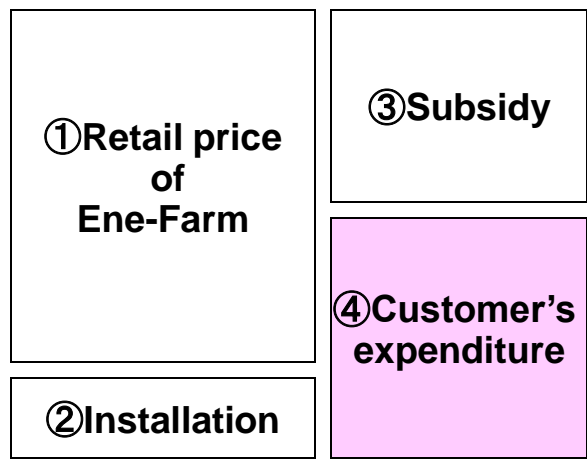 ①Retail price
of
Ene-Farm
②Installation
③Subsidy
④Customer’s
expenditure